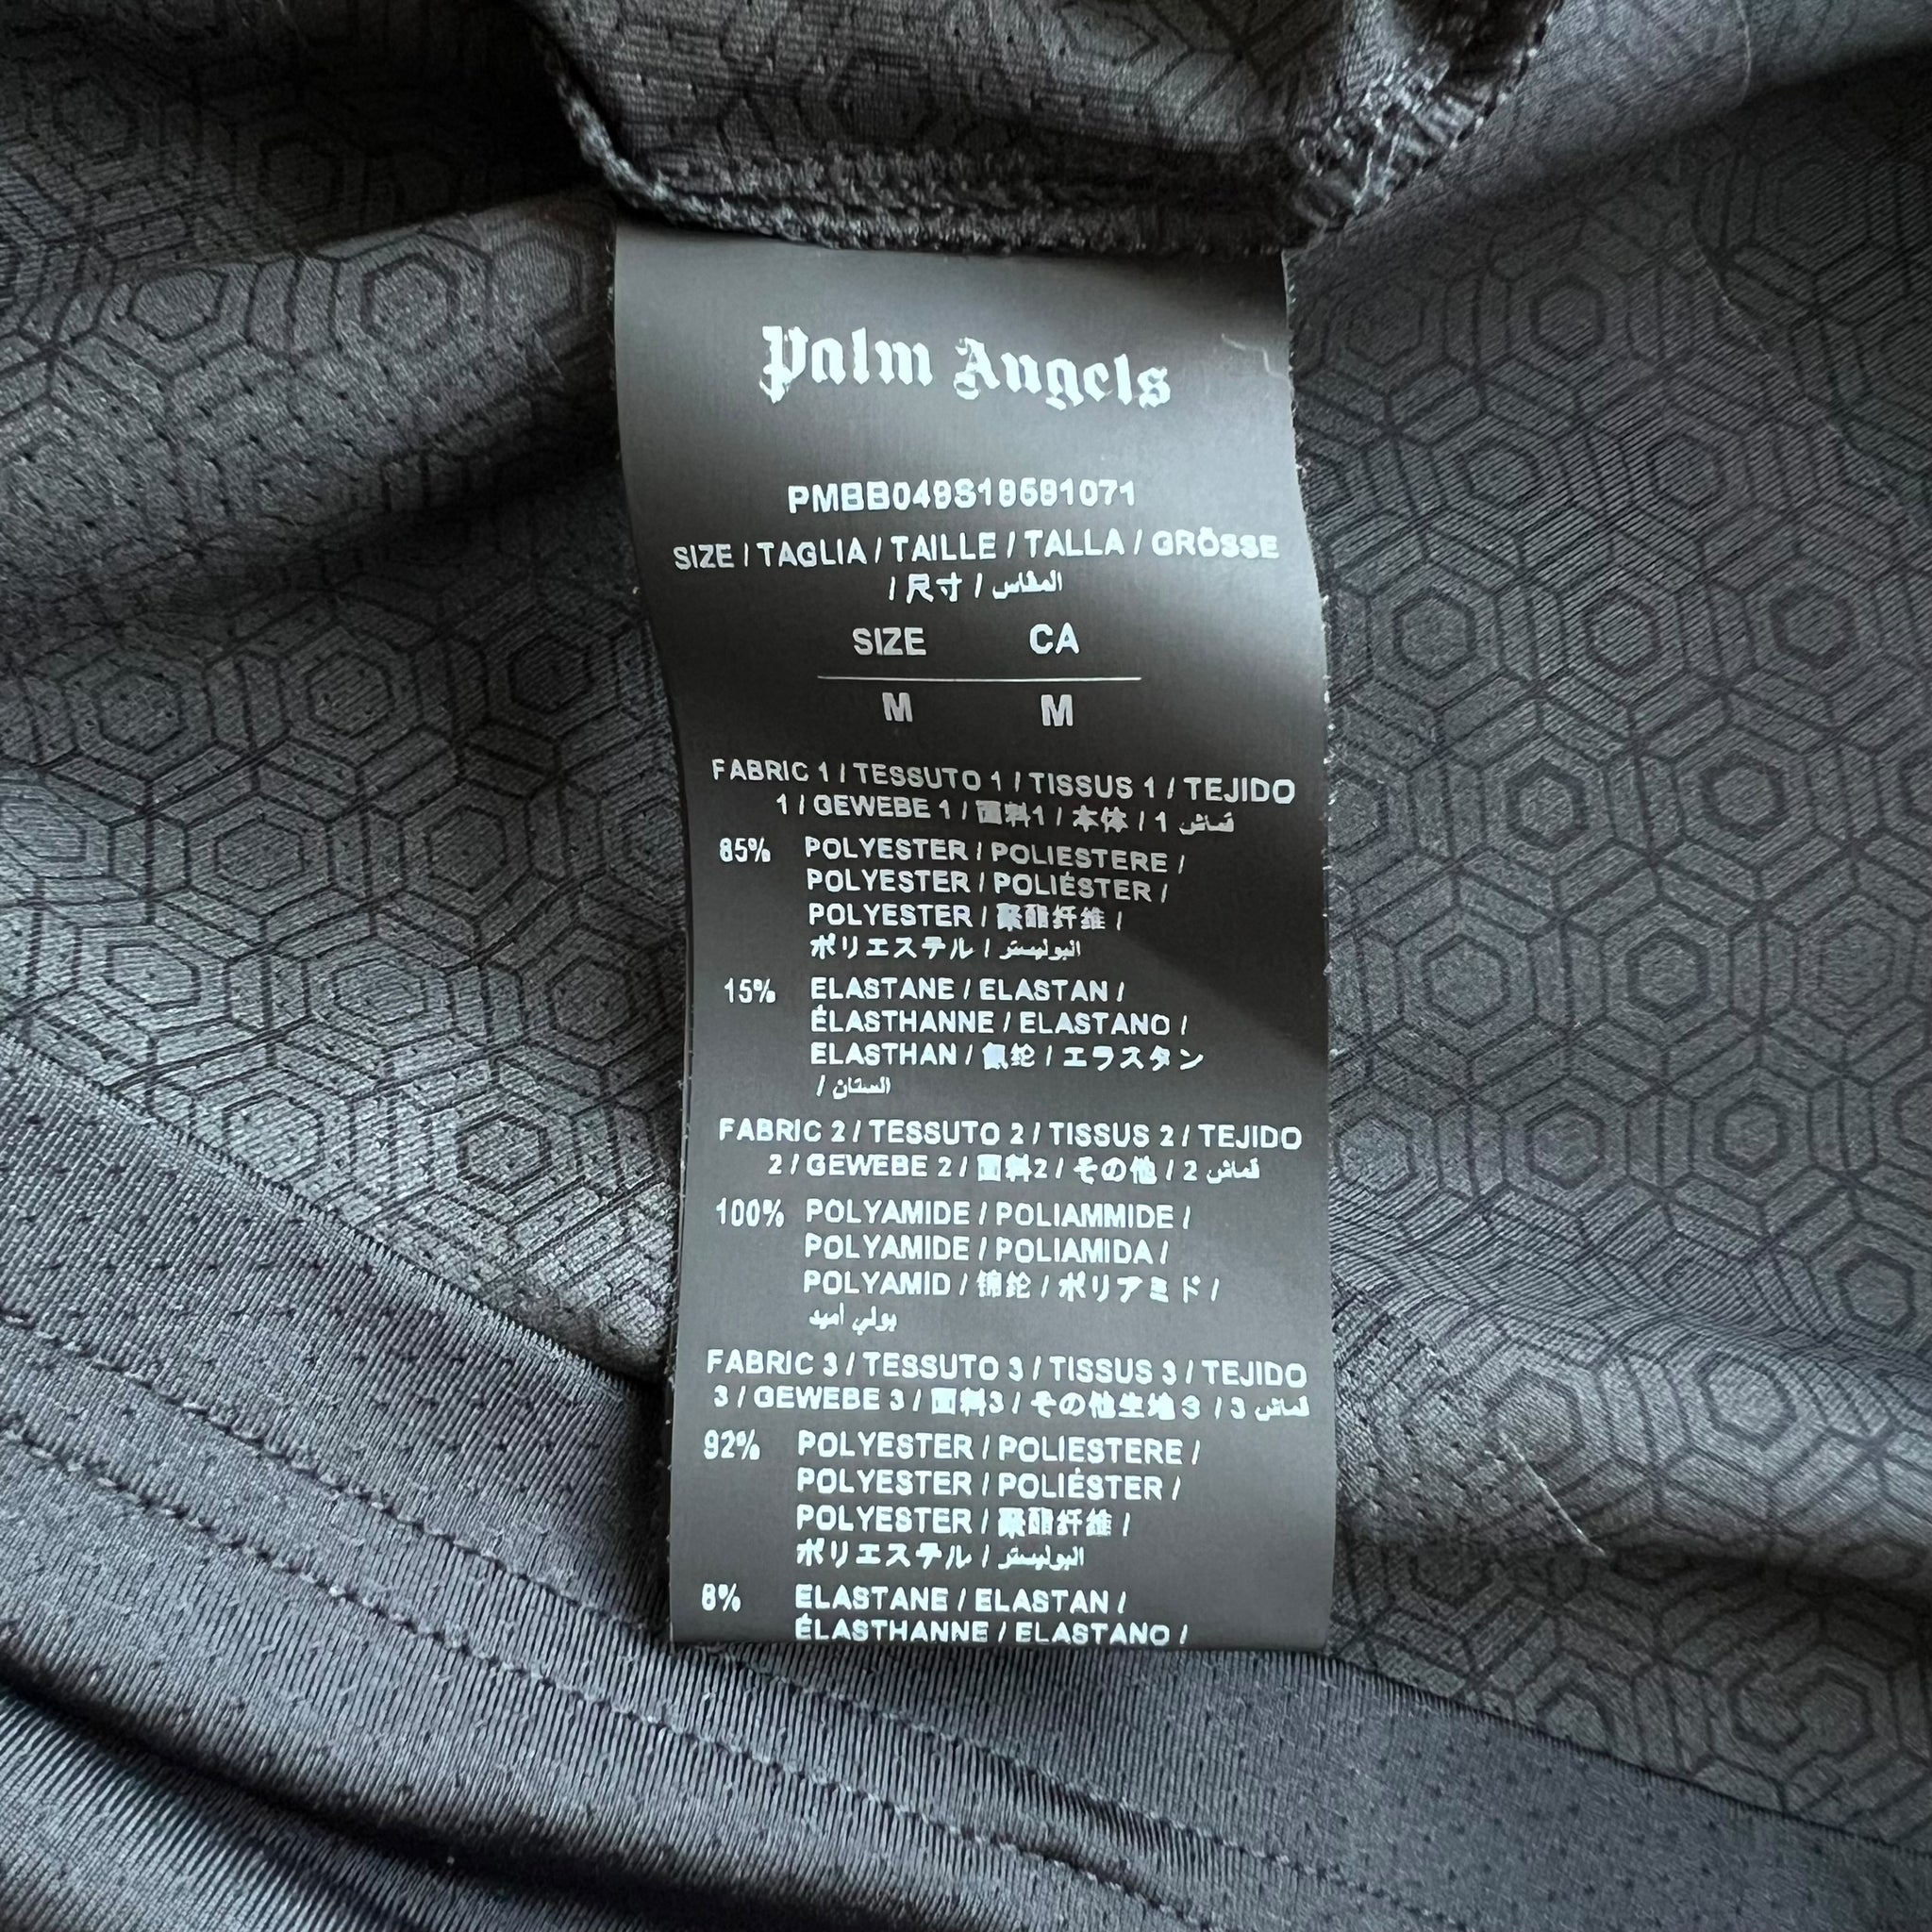 Palm Angels
PMBB049S19591071
SIZE / TAGLIA / TAILLE / TALLA / GRÖSSE
/ 尺寸 / المقاس
SIZE CA
M M
FABRIC 1 / TESSUTO 1 / TISSUS 1 / TEJIDO
1 / GEWEBE 1 / 面料1 / 本体 / 1 قماش
85% POLYESTER / POLIESTERE /
POLYESTER / POLIÉSTER /
POLYESTER / 聚酯纤维 /
ポリエステル / البوليستر
15% ELASTANE / ELASTAN /
ÉLASTHANNE / ELASTANO /
ELASTHAN / 氨纶 / エラスタン
/ الستان
FABRIC 2 / TESSUTO 2 / TISSUS 2 / TEJIDO
2 / GEWEBE 2 / 面料2 / その他 / 2 قماش
100% POLYAMIDE / POLIAMMIDE /
POLYAMIDE / POLIAMIDA /
POLYAMID / 锦纶 / ポリアミド /
بولي اميد
FABRIC 3 / TESSUTO 3 / TISSUS 3 / TEJIDO
3 / GEWEBE 3 / 面料3 / その他生地3 / 3 قماش
92% POLYESTER / POLIESTERE /
POLYESTER / POLIÉSTER /
POLYESTER / 聚酯纤维 /
ポリエステル / البوليستر
8% ELASTANE / ELASTAN /
ÉLASTHANNE / ELASTANO /